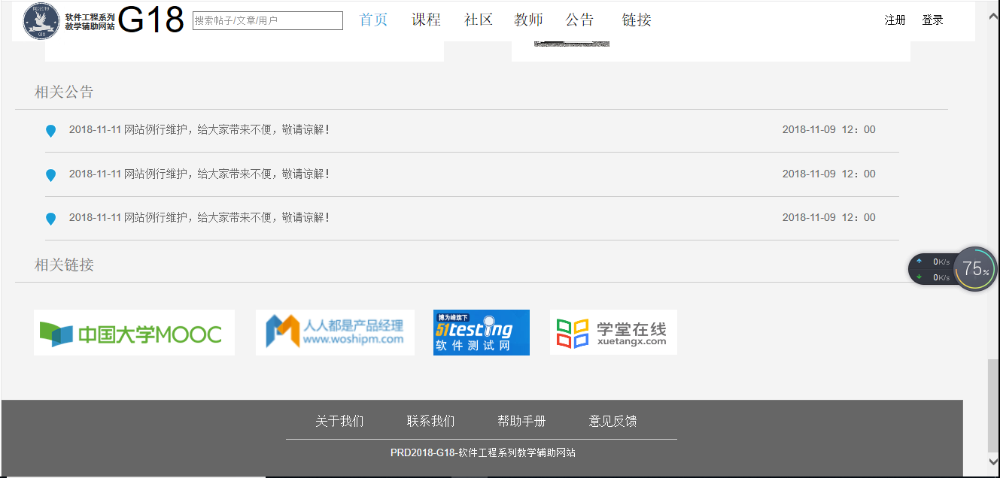 PRD2018
G18
软件工程系列
教学辅助网站
G18
搜索帖子/文章/用户
首页
课程
社区
教师
公告
链接
注册
登录
相关公告
2018-11-11 网站例行维护，给大家带来不便，敬请谅解！
2018-11-09 12：00
2018-11-11 网站例行维护，给大家带来不便，敬请谅解！
2018-11-09 12：00
2018-11-11 网站例行维护，给大家带来不便，敬请谅解！
2018-11-09 12：00
相关链接
0K/s
0K/s
75%
中国大学MOOC
人人都是产品经理
www.woshipm.com
博为峰旗下
51testing
软件测试网
学堂在线
xuetangx.com
关于我们
联系我们
帮助手册
意见反馈
PRD2018-G18-软件工程系列教学辅助网站